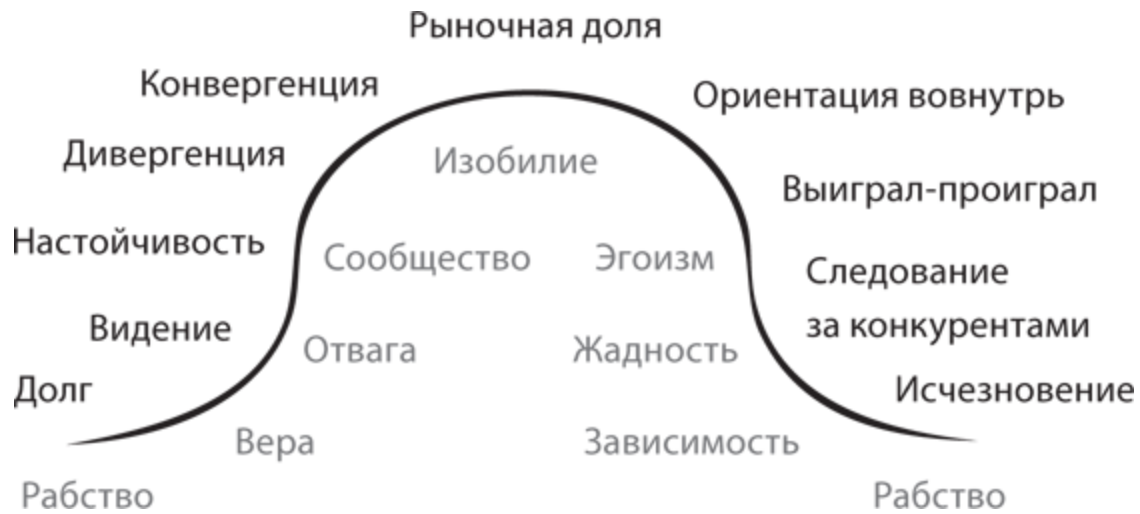 Рыночная доля
Конвергенция
Ориентация вовнутрь
Дивергенция
Изобилие
Выиграл-проиграл
Настойчивость
Сообщество
Эгоизм
Следование
за конкурентами
Видение
Отвага
Жадность
Долг
Исчезновение
Вера
Зависимость
Рабство
Рабство